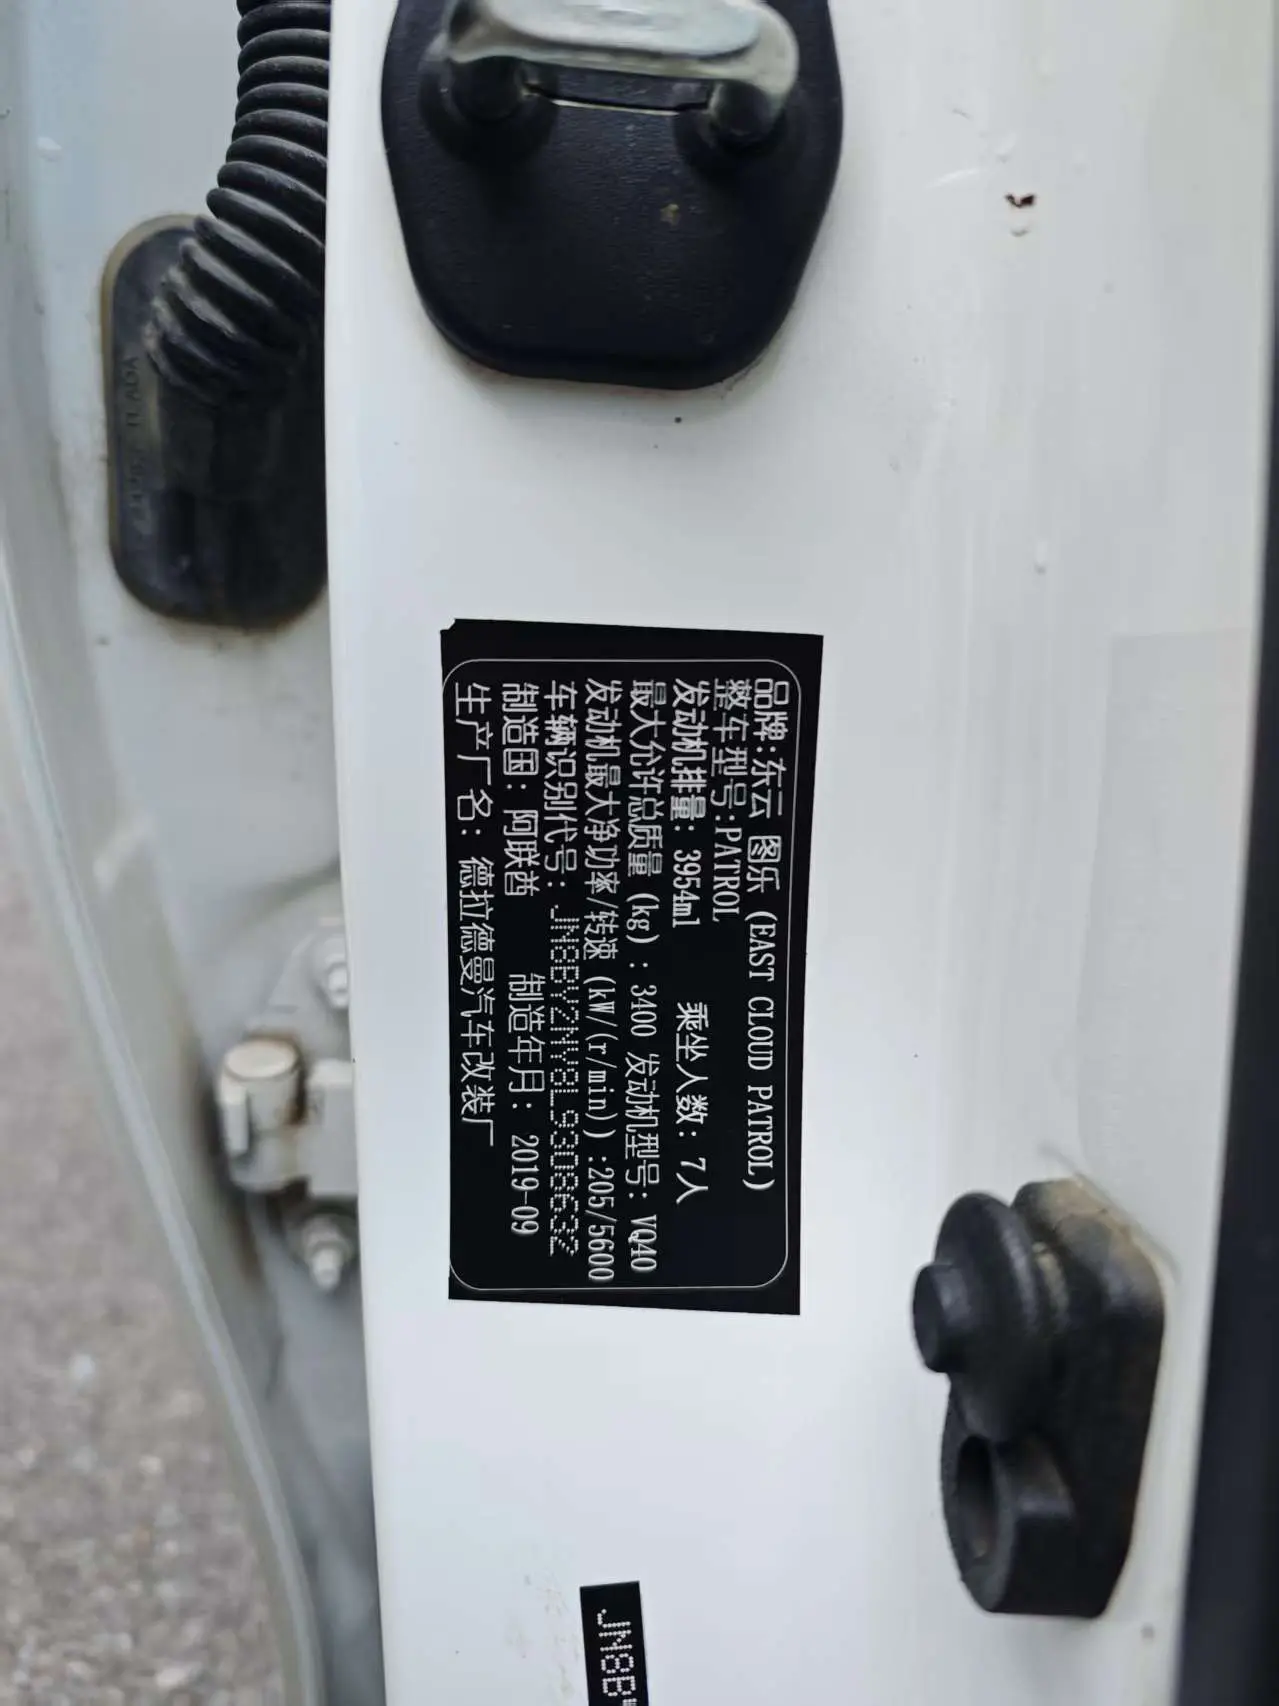 品牌:东云 图乐 (EAST CLOUD PATROL)
整车型号:PATROL
发动机排量: 3954ml 乘坐人数: 7人
最大允许总质量 (kg) : 3400 发动机型号: VQ40
发动机最大净功率/转速 (kW/(r/min)) :205/5600
车辆识别代号: JN8BY2NY8L9308632
制造国: 阿联酋 制造年月: 2019-09
生产厂名: 德拉德曼汽车改装厂
JN8B